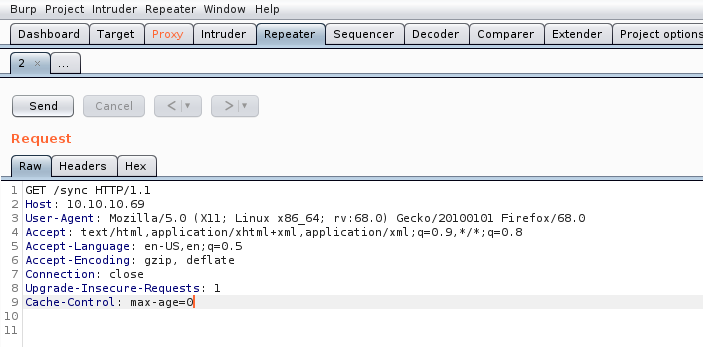 Burp Project Intruder Repeater Window Help
Dashboard Target Proxy Intruder Repeater Sequencer Decoder Comparer Extender Project options
2 × ...
Send Cancel < ▼ > ▼
Request
Raw Headers Hex
1 GET /sync HTTP/1.1
2 Host: 10.10.10.69
3 User-Agent: Mozilla/5.0 (X11; Linux x86_64; rv:68.0) Gecko/20100101 Firefox/68.0
4 Accept: text/html,application/xhtml+xml,application/xml;q=0.9,*/*;q=0.8
5 Accept-Language: en-US,en;q=0.5
6 Accept-Encoding: gzip, deflate
7 Connection: close
8 Upgrade-Insecure-Requests: 1
9 Cache-Control: max-age=0
10
11